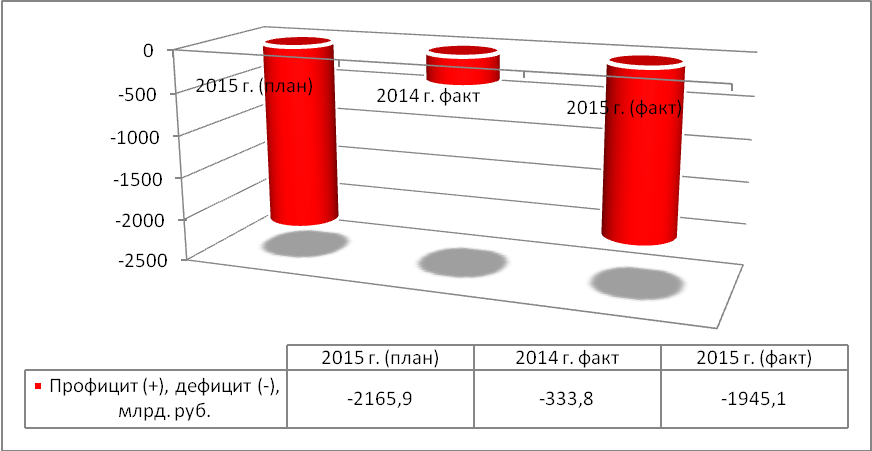 0
-500
-1000
-1500
-2000
-2500
2015 г. (план)
2014 г. факт
2015 г. (факт)
2015 г. (план) 2014 г. факт 2015 г. (факт)
Профицит (+), дефицит (-),
млрд. руб.
-2165,9 -333,8 -1945,1